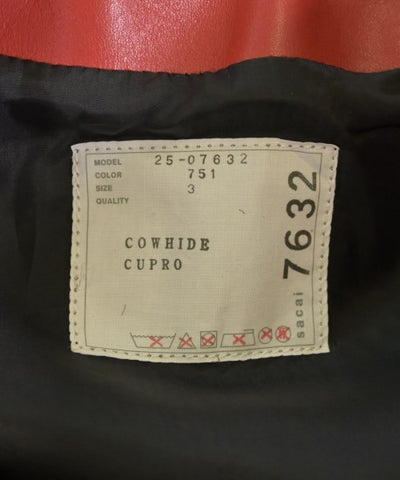 MODEL 25-07632
COLOR 751
SIZE 3
QUALITY
COWHIDE
CUPRO
sacai 7632